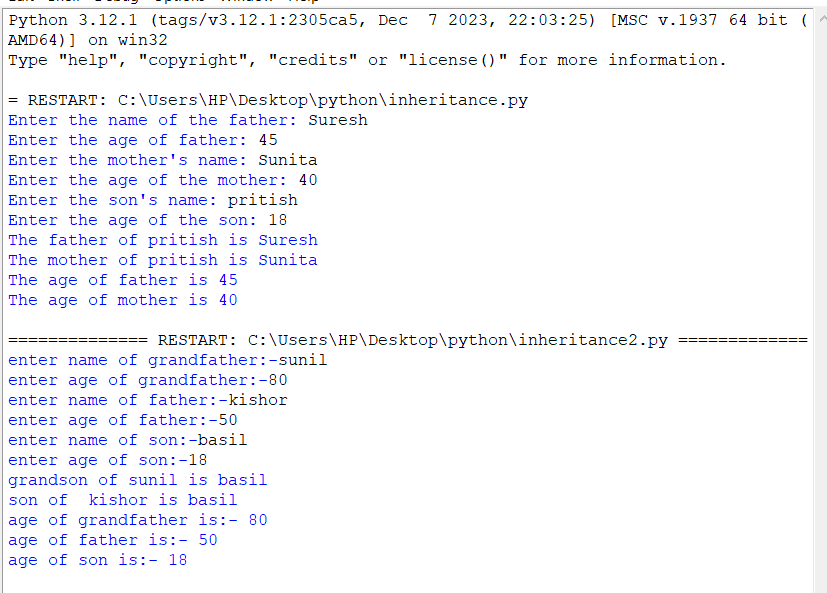 Python 3.12.1 (tags/v3.12.1:2305ca5, Dec  7 2023, 22:03:25) [MSC v.1937 64 bit (
AMD64)] on win32
Type "help", "copyright", "credits" or "license()" for more information.
= RESTART: C:\Users\HP\Desktop\python\inheritance.py
Enter the name of the father: Suresh
Enter the age of father: 45
Enter the mother's name: Sunita
Enter the age of the mother: 40
Enter the son's name: pritish
Enter the age of the son: 18
The father of pritish is Suresh
The mother of pritish is Sunita
The age of father is 45
The age of mother is 40
============== RESTART: C:\Users\HP\Desktop\python\inheritance2.py =============
enter name of grandfather:-sunil
enter age of grandfather:-80
enter name of father:-kishor
enter age of father:-50
enter name of son:-basil
enter age of son:-18
grandson of sunil is basil
son of  kishor is basil
age of grandfather is:- 80
age of father is:- 50
age of son is:- 18